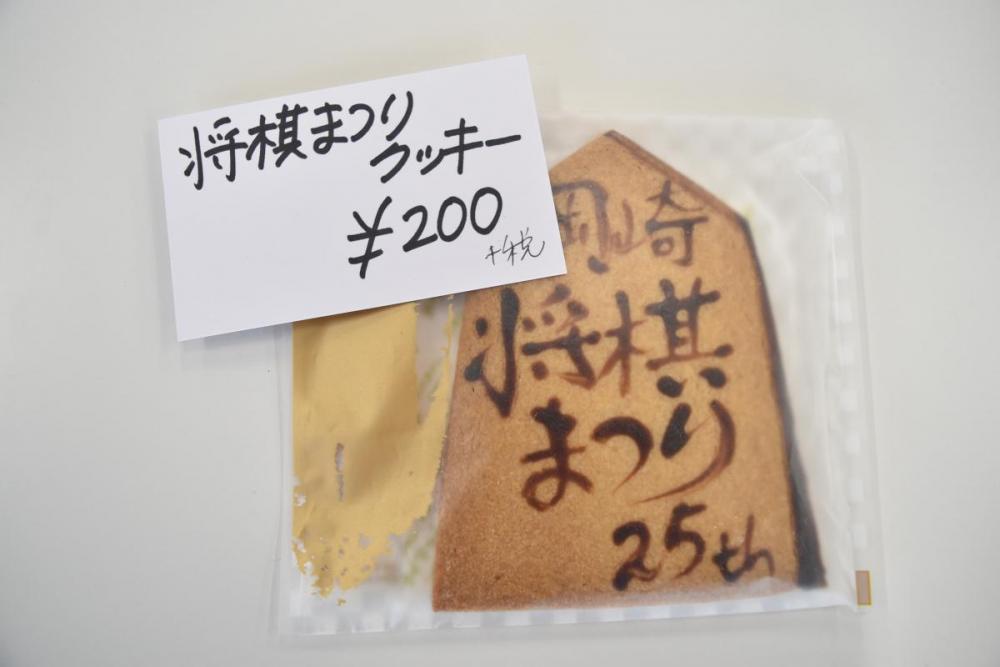 将棋まつり
クッキー
¥200
+税
岡崎
将棋
まつり
25th